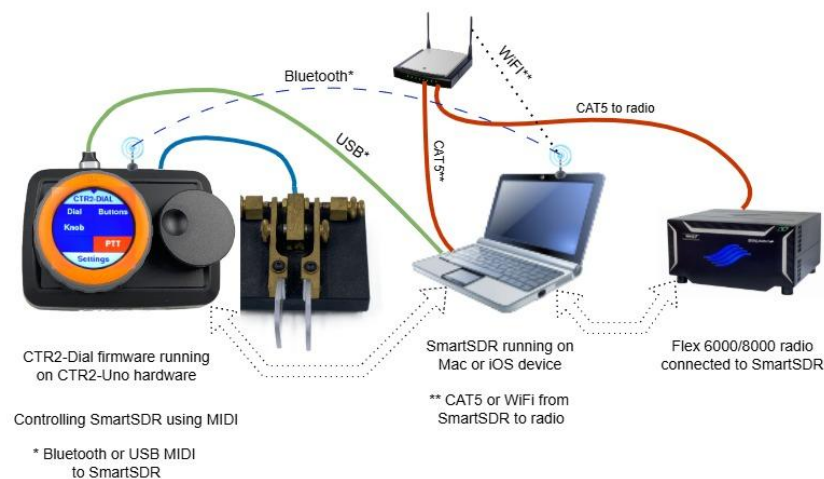 Bluetooth*
WiFI**
CAT5 to radio
USB*
CAT5**
CTR2-DIAL
Dial Buttons
Knob
PTT
Settings
CTR2-Dial firmware running
on CTR2-Uno hardware
Controlling SmartSDR using MIDI
* Bluetooth or USB MIDI
to SmartSDR
SmartSDR running on
Mac or iOS device
** CAT5 or WiFi from
SmartSDR to radio
Flex 6000/8000 radio
connected to SmartSDR